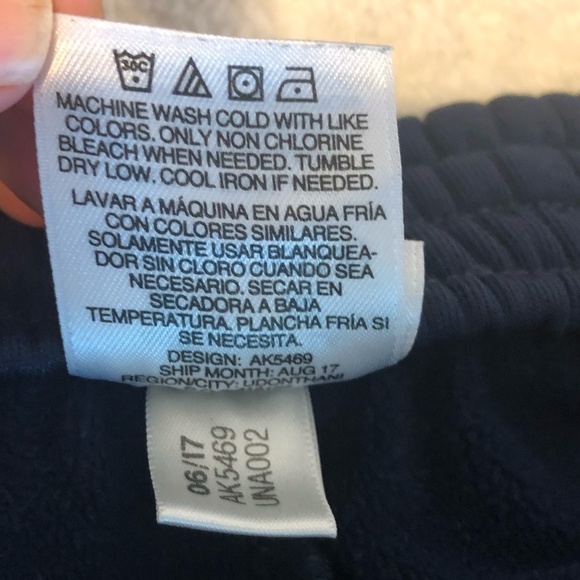 30C
MACHINE WASH COLD WITH LIKE
COLORS. ONLY NON CHLORINE
BLEACH WHEN NEEDED. TUMBLE
DRY LOW. COOL IRON IF NEEDED.
LAVAR A MÁQUINA EN AGUA FRÍA
CON COLORES SIMILARES.
SOLAMENTE USAR BLANQUEA-
DOR SIN CLORO CUANDO SEA
NECESARIO. SECAR EN
SECADORA A BAJA
TEMPERATURA. PLANCHA FRÍA SI
SE NECESITA.
DESIGN: AK5469
SHIP MONTH: AUG 17
REGION/CITY: UDONTHANI
06/17
AK5469
UNA002